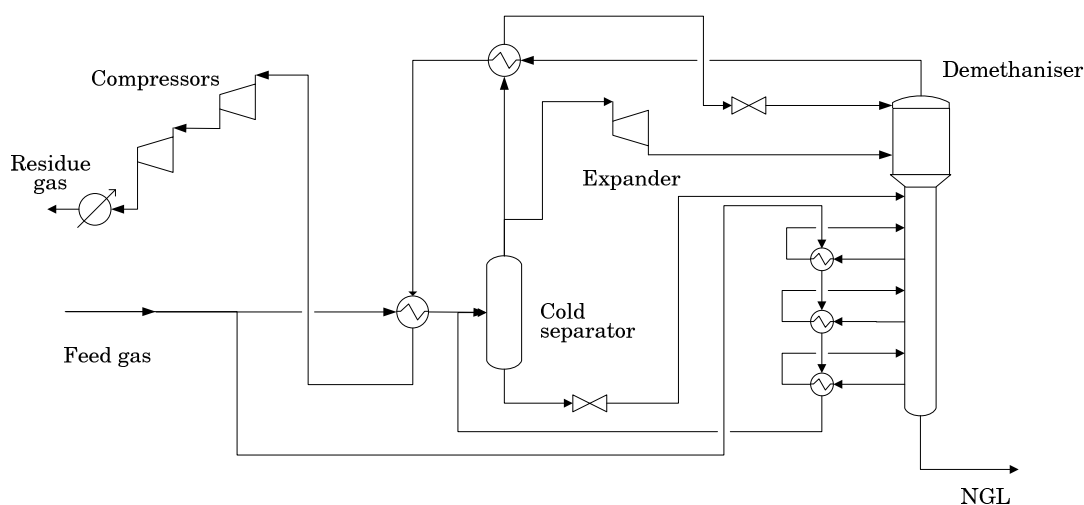 Compressors
Demethaniser
Residue
gas
Expander
Cold
separator
Feed gas
NGL